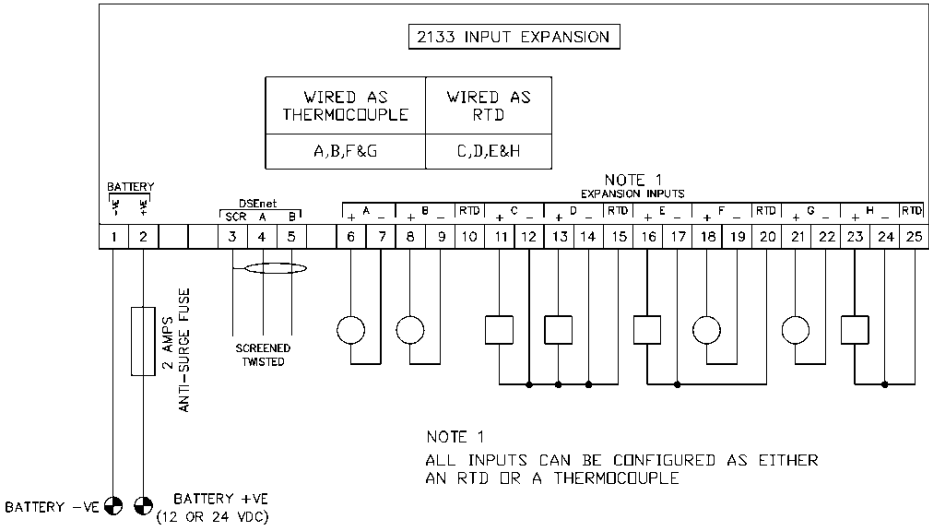 2133 INPUT EXPANSION
WIRED AS THERMOCOUPLE
WIRED AS RTD
A,B,F&G
C,D,E&H
NOTE 1
EXPANSION INPUTS
BATTERY
-VE
+VE
DSEnet
SCR A B
+ A - + B - RTD + C - + D - RTD + E - + F - RTD + G - + H - RTD
1 2 3 4 5 6 7 8 9 10 11 12 13 14 15 16 17 18 19 20 21 22 23 24 25
2 AMPS
ANTI-SURGE FUSE
SCREENED
TWISTED
NOTE 1
ALL INPUTS CAN BE CONFIGURED AS EITHER
AN RTD OR A THERMOCOUPLE
BATTERY -VE
BATTERY +VE
(12 OR 24 VDC)